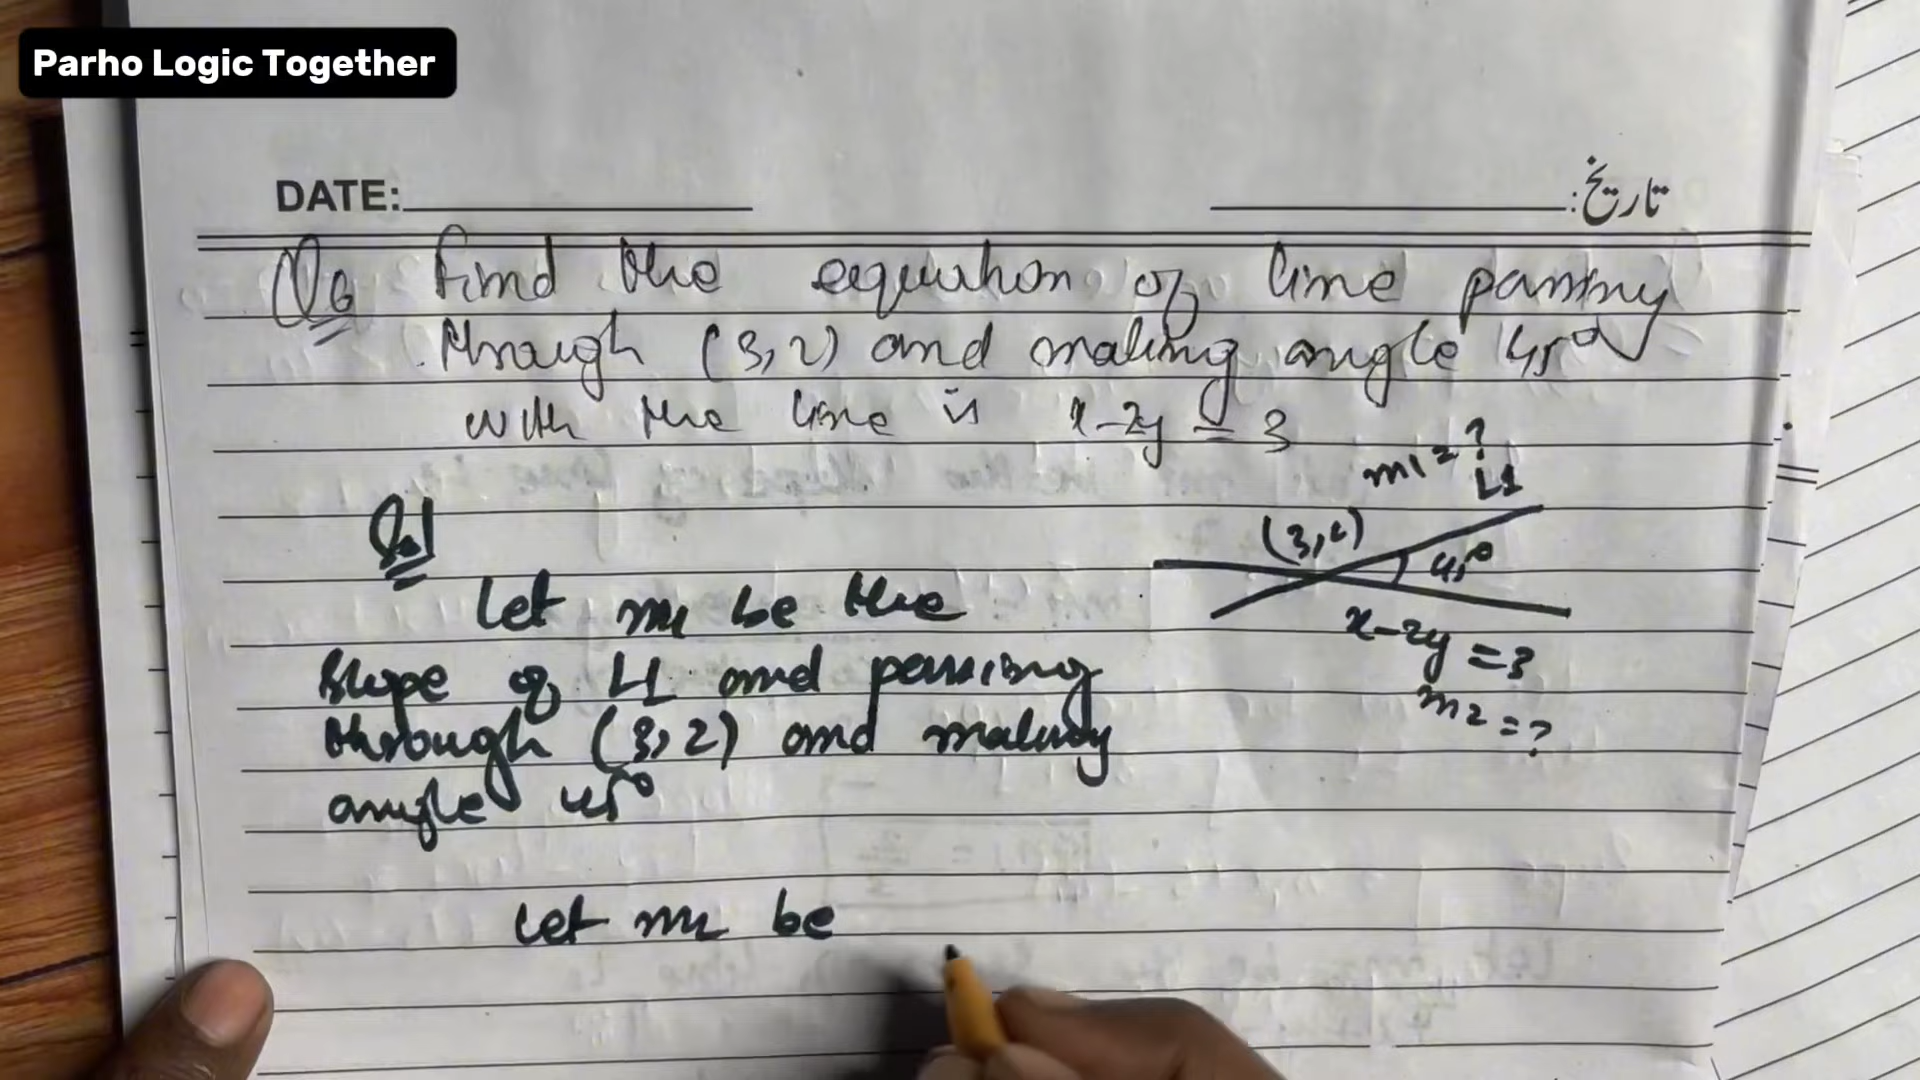 Parho Logic Together
DATE:
تاریخ:
Q6 Find the equation of line passing
through (3,2) and making angle 45°
with the line is x-2y = 3
m1 = ?
L1
(3,2)
45°
x-2y = 3
m2 = ?
Sol
Let m1 be the
slope of L1 and passing
through (3,2) and making
angle 45°
Let m2 be